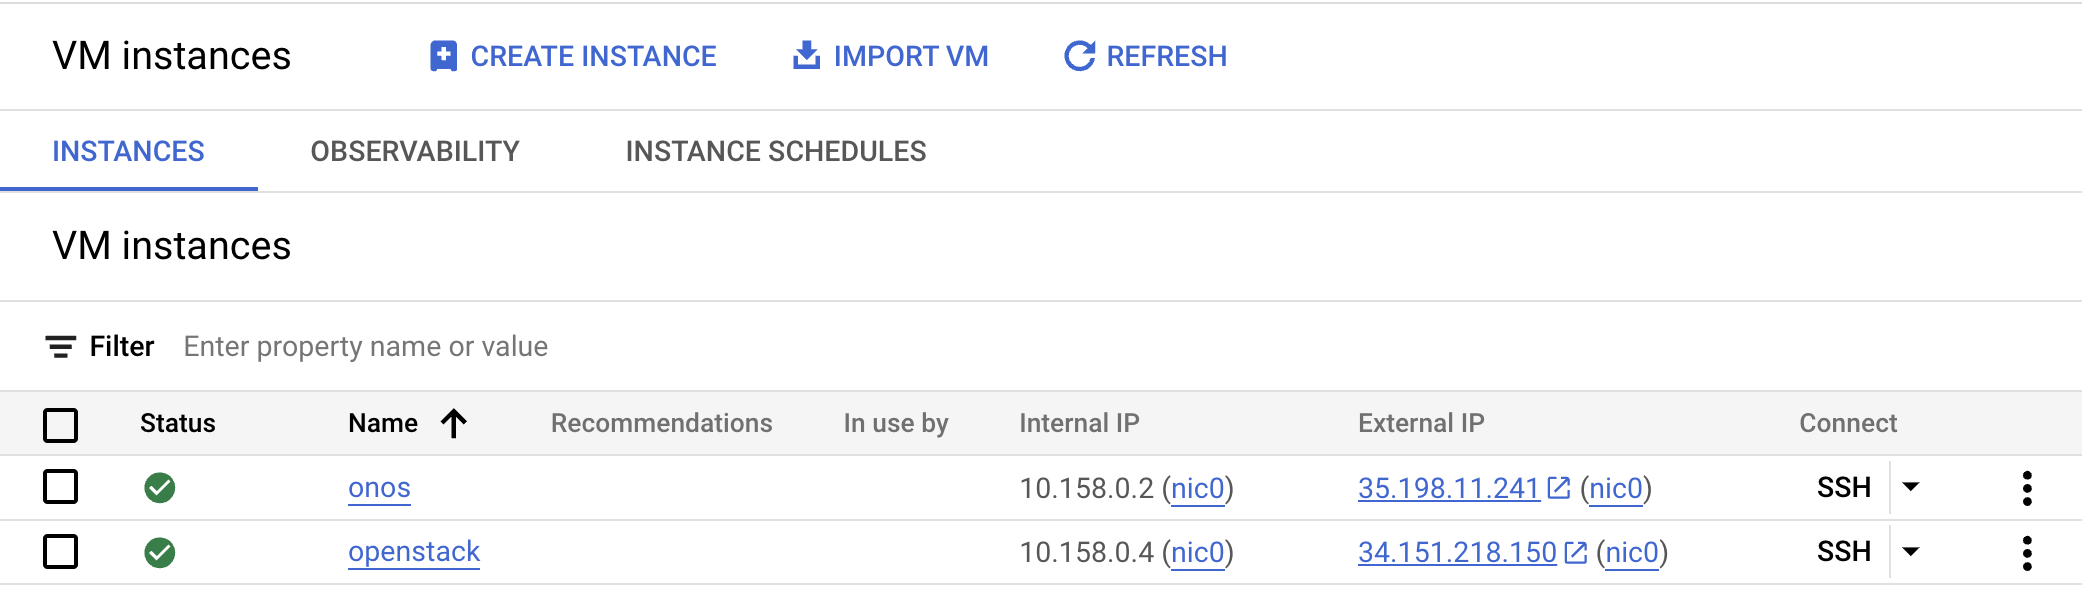 VM instances CREATE INSTANCE IMPORT VM REFRESH
INSTANCES OBSERVABILITY INSTANCE SCHEDULES
VM instances
Filter Enter property name or value
Status Name Recommendations In use by Internal IP External IP Connect
onos 10.158.0.2 (nic0) 35.198.11.241 (nic0) SSH
openstack 10.158.0.4 (nic0) 34.151.218.150 (nic0) SSH